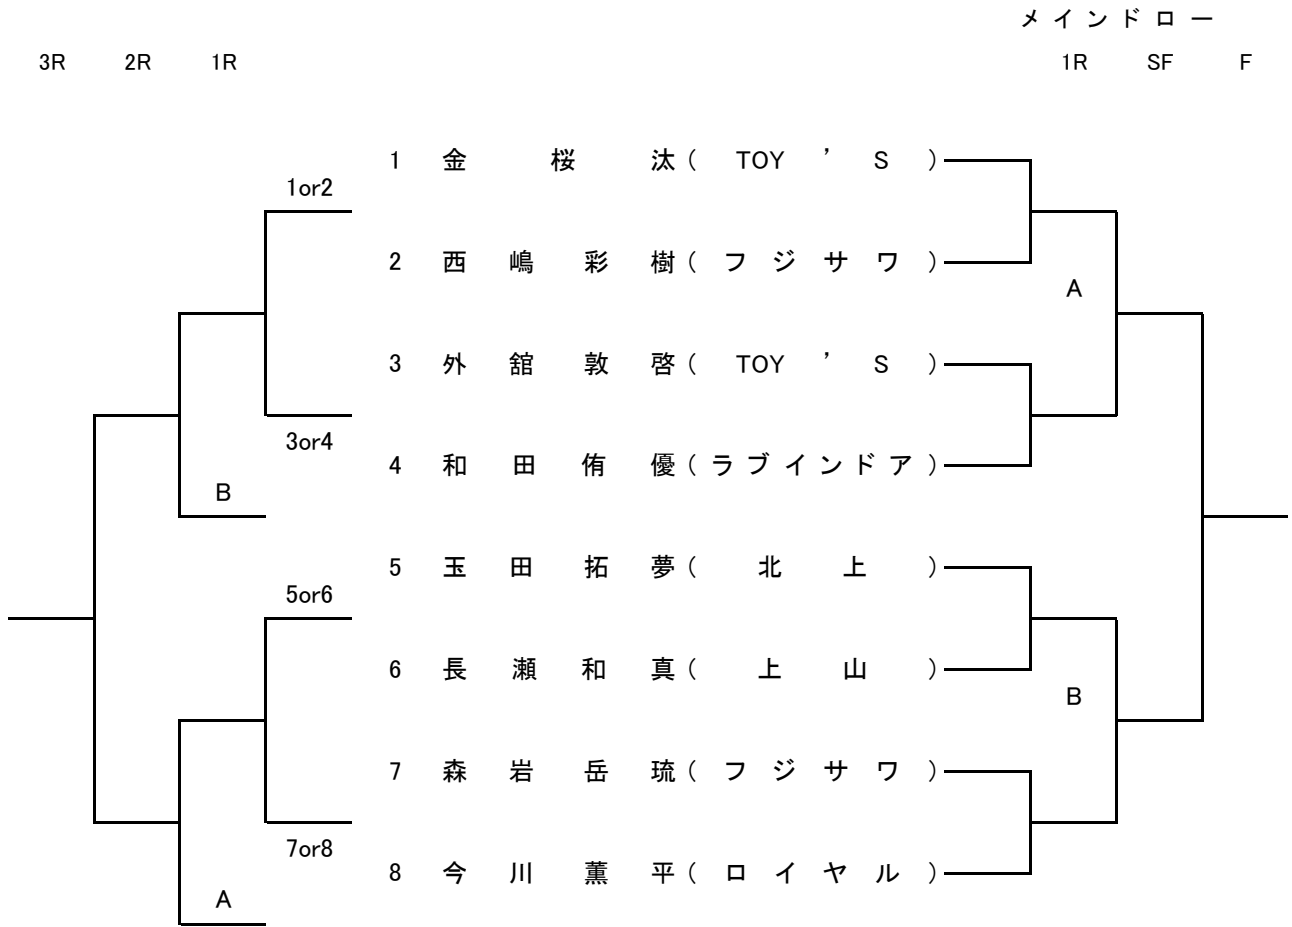 メインドロー
3R 2R 1R 1R SF F
1 金 桜 汰 ( TOY ’ S )
1or2
2 西 嶋 彩 樹 ( フジサワ )
A
3 外 舘 敦 啓 ( TOY ’ S )
3or4
4 和 田 侑 優 ( ラブインドア )
B
5 玉 田 拓 夢 ( 北 上 )
5or6
6 長 瀬 和 真 ( 上 山 )
B
7 森 岩 岳 琉 ( フジサワ )
7or8
8 今 川 薫 平 ( ロイヤル )
A